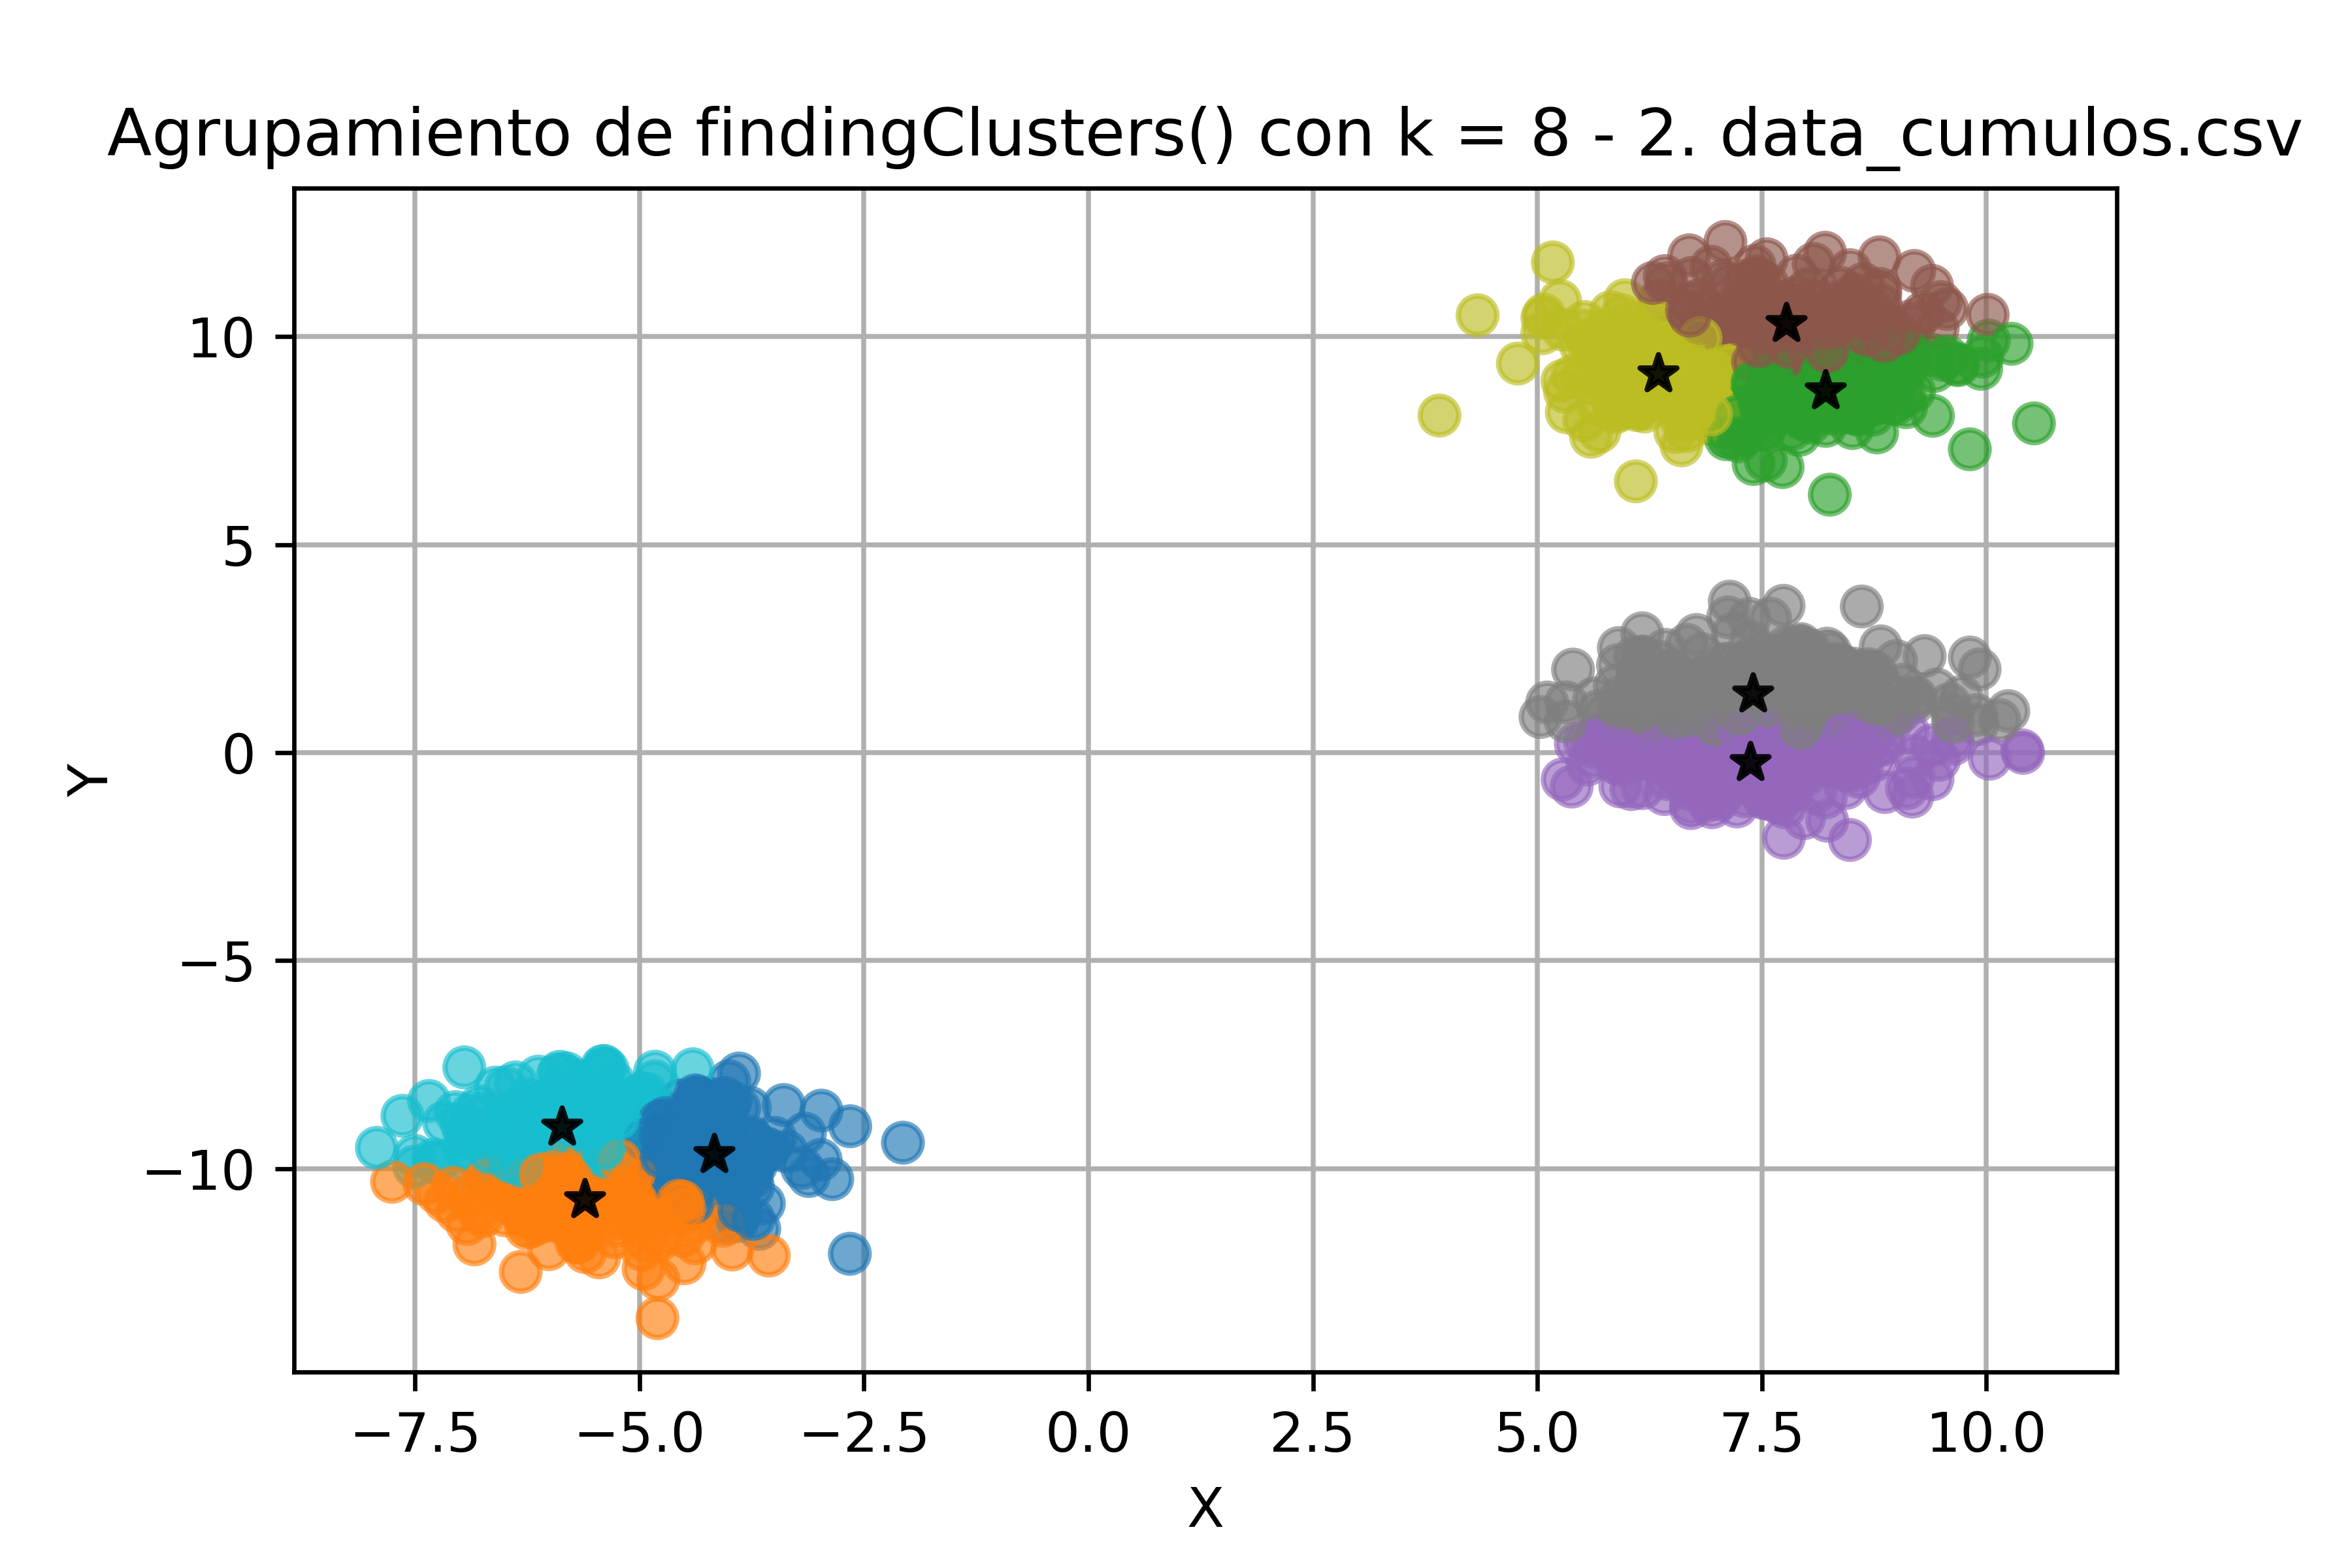 Agrupamiento de findingClusters() con k = 8 - 2. data_cumulos.csv
10
5
0
−5
−10
Y
−7.5 −5.0 −2.5 0.0 2.5 5.0 7.5 10.0
X